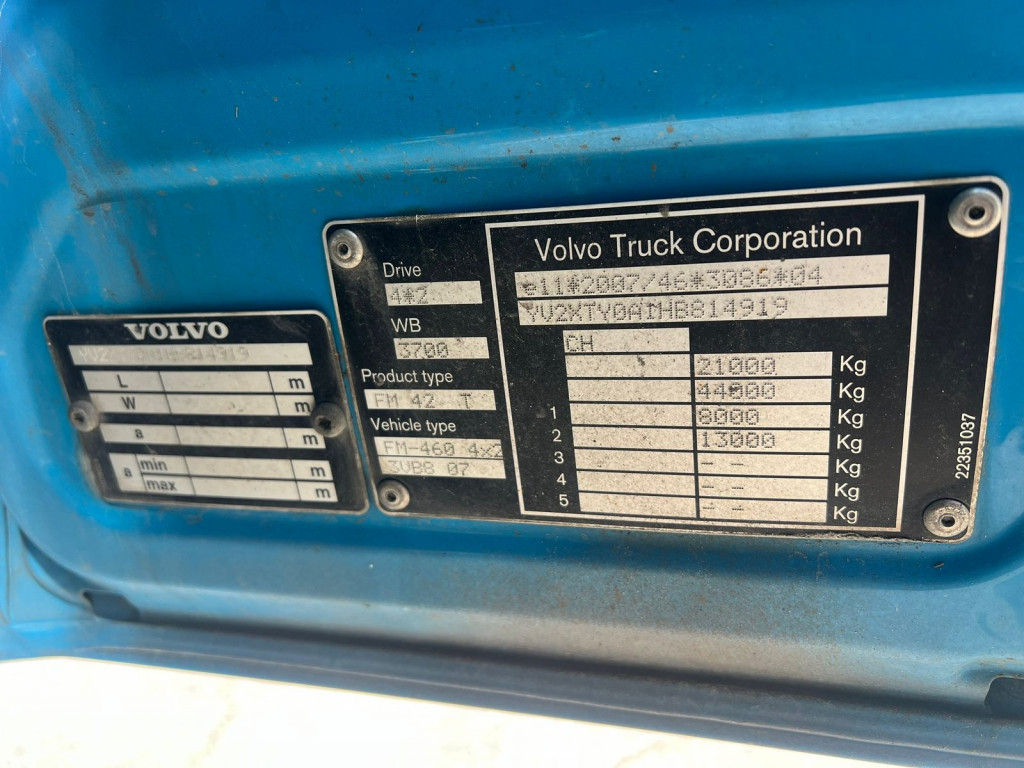 VOLVO
L m
W m
a m
a min m
max m
Drive
4*2
WB
3700
Product type
FM 42 T
Vehicle type
FM-460 4x2
3VB8 07
Volvo Truck Corporation
e11*2007/46*3086*04
YV2XTY0A1HB814919
CH
21000 Kg
44000 Kg
1 8000 Kg
2 13000 Kg
3 -- Kg
4 -- Kg
5 -- Kg
22351037